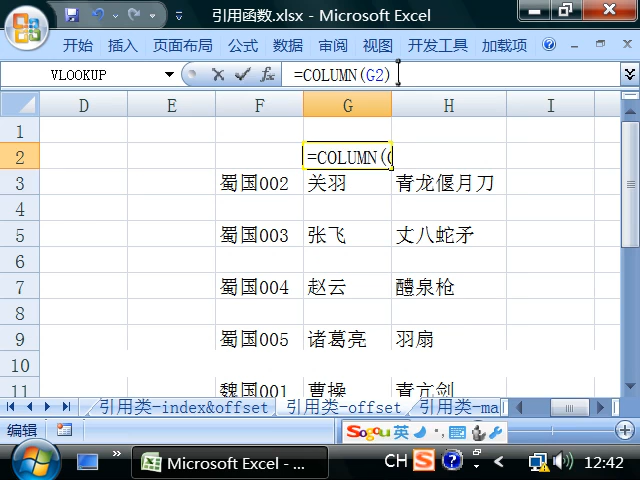 引用函数.xlsx - Microsoft Excel
开始 插入 页面布局 公式 数据 审阅 视图 开发工具 加载项
VLOOKUP =COLUMN(G2)
D E F G H I
1
2 =COLUMN(G
3 蜀国002 关羽 青龙偃月刀
4
5 蜀国003 张飞 丈八蛇矛
6
7 蜀国004 赵云 醴泉枪
8
9 蜀国005 诸葛亮 羽扇
10
11 魏国001 曹操 青亢剑
引用类-index&offset 引用类-offset 引用类-ma
编辑 Sogou 英
Microsoft Excel - ... CH S 12:42